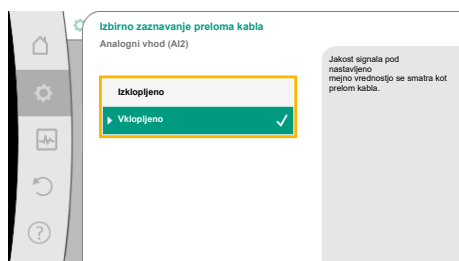 Izbirno zaznavanje preloma kabla
Analogni vhod (AI2)
Izklopljeno
Vklopljeno
Jakost signala pod
nastavljeno
mejno vrednostjo se smatra kot
prelom kabla.
?